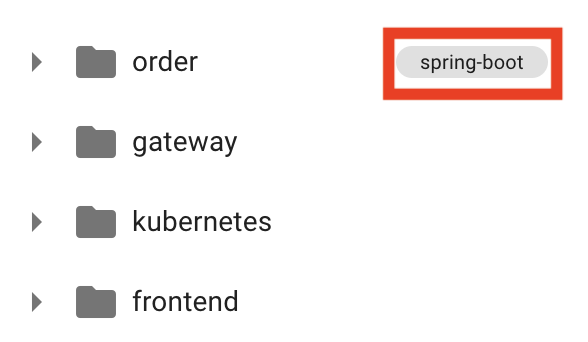 order spring-boot
gateway
kubernetes
frontend